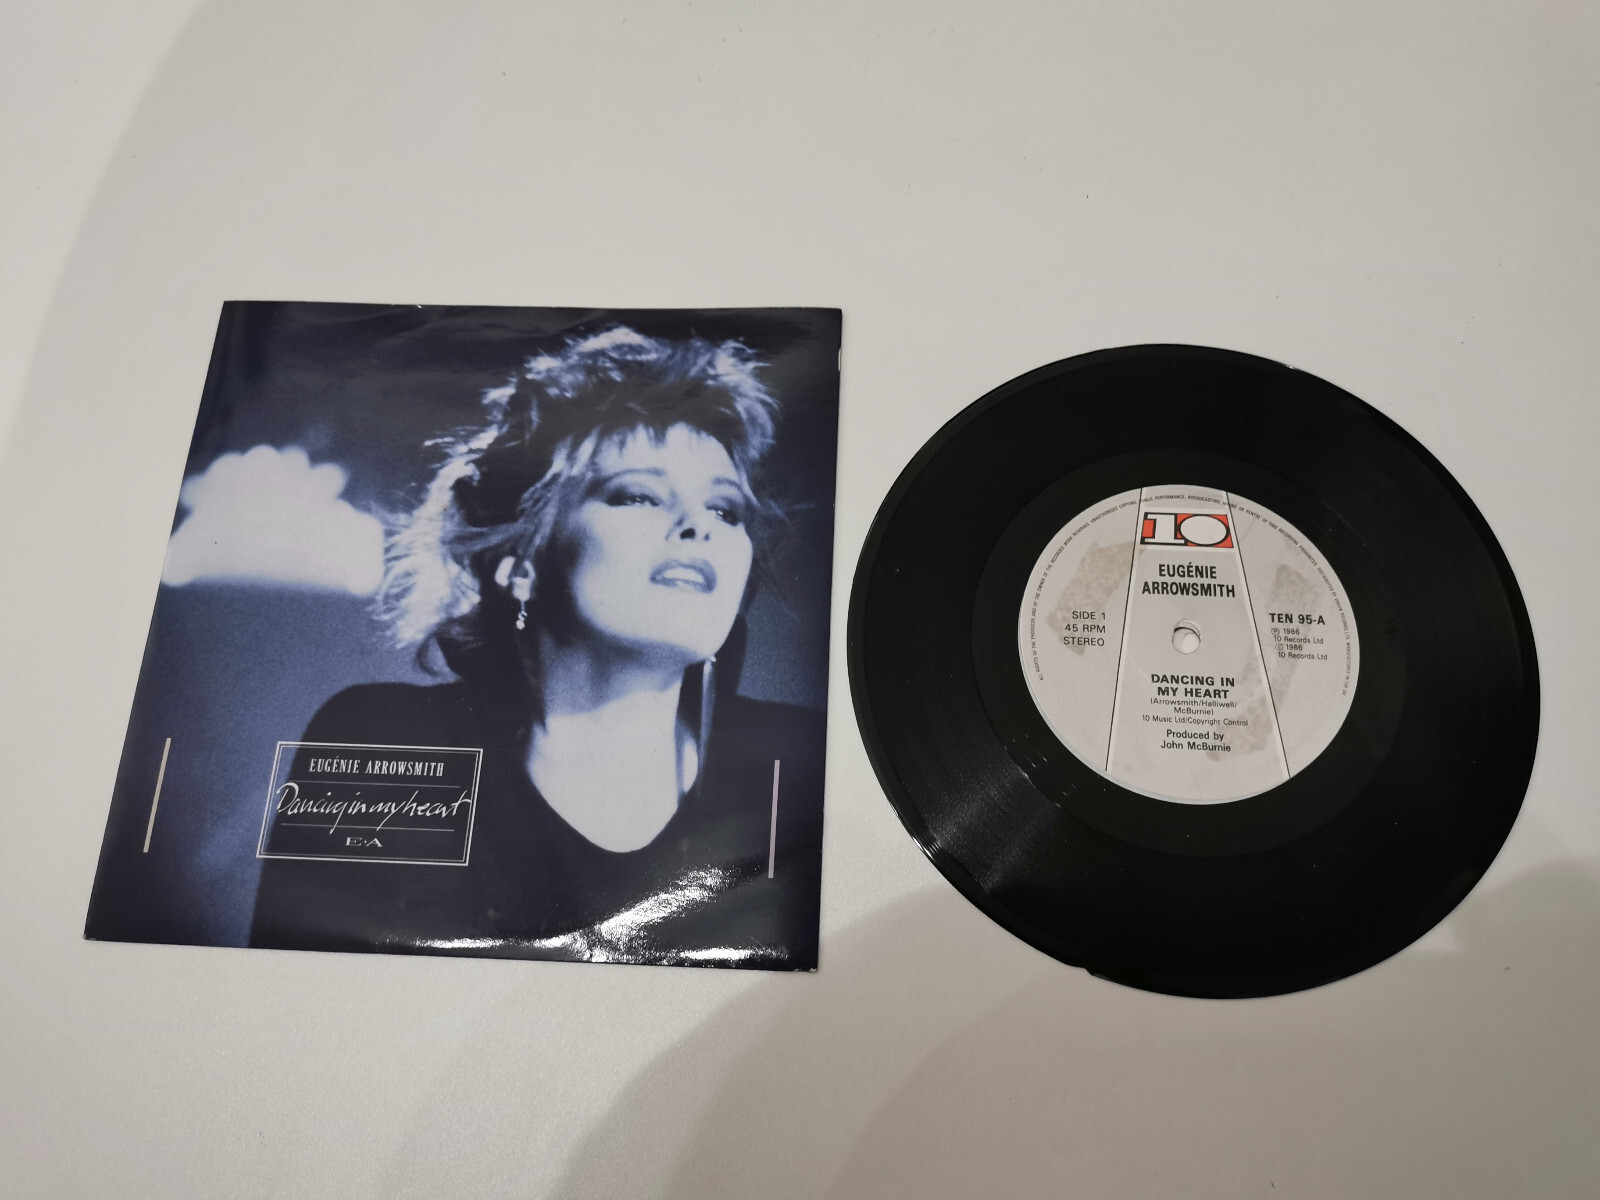 EUGÉNIE ARROWSMITH
Dancing in my heart
E·A
10
EUGÉNIE
ARROWSMITH
SIDE 1
45 RPM
STEREO
TEN 95-A
℗ 1986
10 Records Ltd
© 1986
10 Records Ltd
DANCING IN
MY HEART
(Arrowsmith/Halliwell/
McBurnie)
10 Music Ltd/Copyright Control
Produced by
John McBurnie